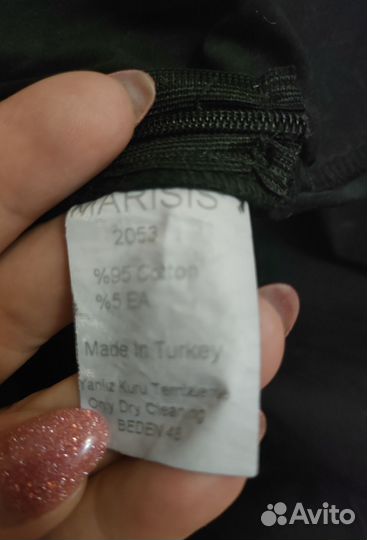 MARISIS
2053
%95 Cotton
%5 EA
Made In Turkey
Yanlız Kuru Temizleme
Only Dry Cleaning
BEDEN 48
Avito